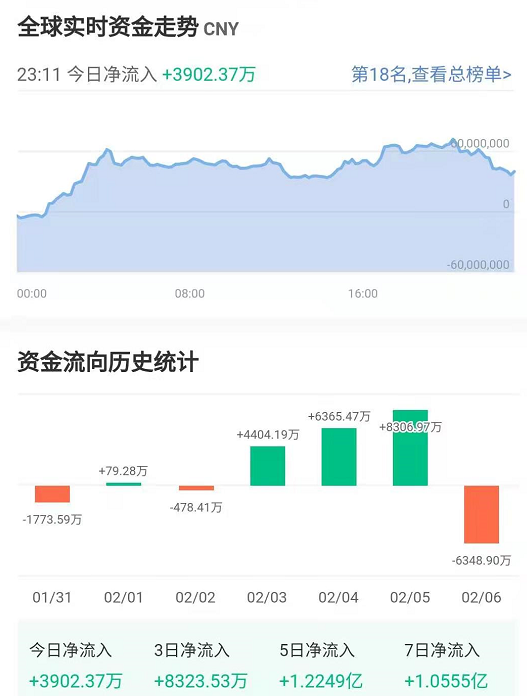 全球实时资金走势 CNY
23:11 今日净流入 +3902.37万 第18名,查看总榜单>
60,000,000
0
-60,000,000
00:00 08:00 16:00
资金流向历史统计
-1773.59万 +79.28万 -478.41万 +4404.19万 +6365.47万 +8306.97万 -6348.90万
01/31 02/01 02/02 02/03 02/04 02/05 02/06
今日净流入 3日净流入 5日净流入 7日净流入
+3902.37万 +8323.53万 +1.2249亿 +1.0555亿